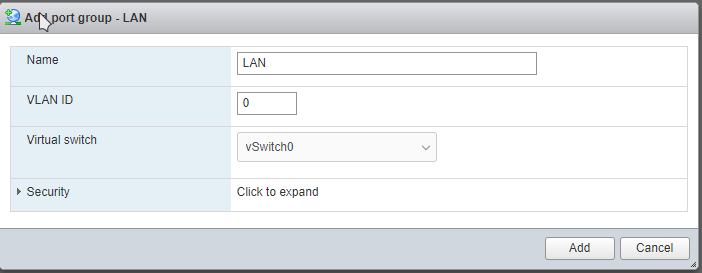 Add port group - LAN
Name
LAN
VLAN ID
0
Virtual switch
vSwitch0
Security
Click to expand
Add
Cancel